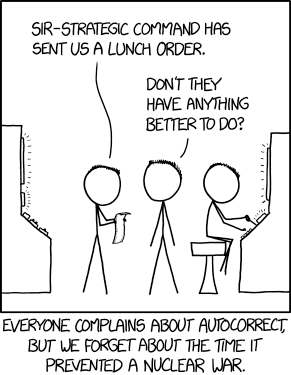 SIR-STRATEGIC COMMAND HAS
SENT US A LUNCH ORDER.
DON'T THEY
HAVE ANYTHING
BETTER TO DO?
EVERYONE COMPLAINS ABOUT AUTOCORRECT,
BUT WE FORGET ABOUT THE TIME IT
PREVENTED A NUCLEAR WAR.